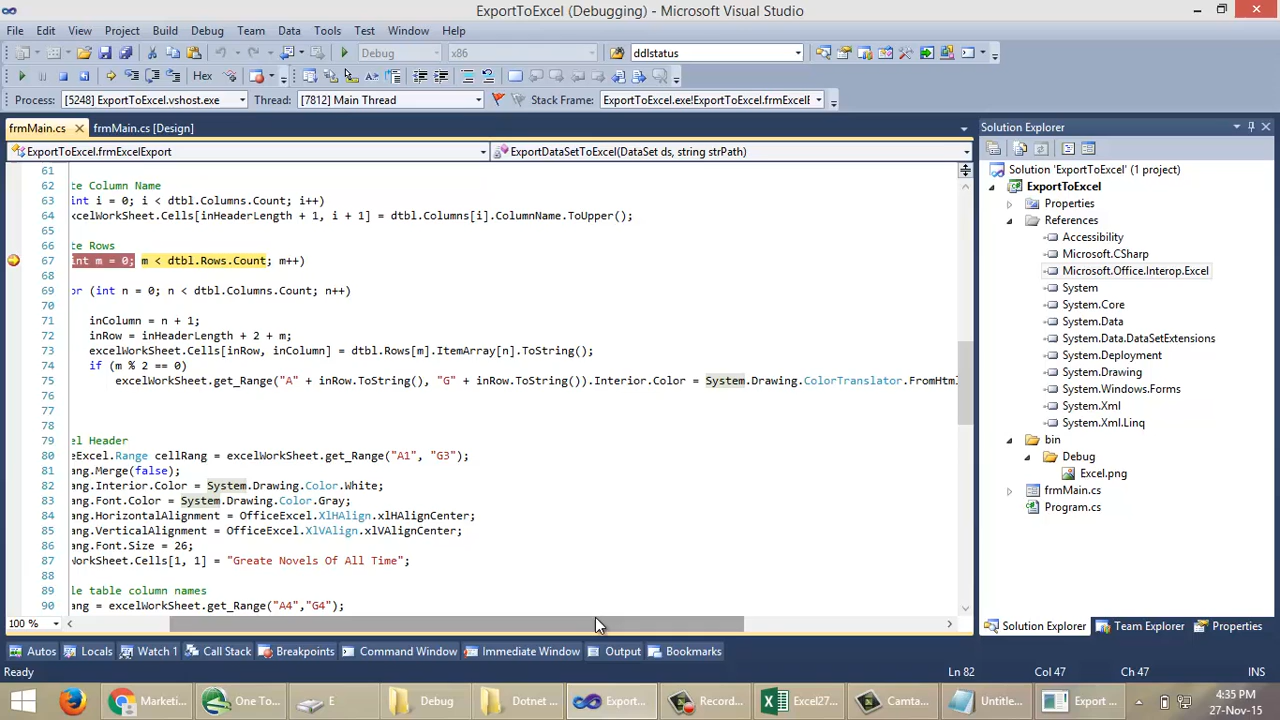 ExportToExcel (Debugging) - Microsoft Visual Studio
File Edit View Project Build Debug Team Data Tools Test Window Help
Debug x86 ddlstatus
Hex
Process: [5248] ExportToExcel.vshost.exe Thread: [7812] Main Thread Stack Frame: ExportToExcel.exe!ExportToExcel.frmExcelE
frmMain.cs frmMain.cs [Design]
ExportToExcel.frmExcelExport ExportDataSetToExcel(DataSet ds, string strPath)
61
62 te Column Name
63 int i = 0; i < dtbl.Columns.Count; i++)
64 xcelWorkSheet.Cells[inHeaderLength + 1, i + 1] = dtbl.Columns[i].ColumnName.ToUpper();
65
66 te Rows
67 int m = 0; m < dtbl.Rows.Count; m++)
68
69 or (int n = 0; n < dtbl.Columns.Count; n++)
70
71 inColumn = n + 1;
72 inRow = inHeaderLength + 2 + m;
73 excelWorkSheet.Cells[inRow, inColumn] = dtbl.Rows[m].ItemArray[n].ToString();
74 if (m % 2 == 0)
75 excelWorkSheet.get_Range("A" + inRow.ToString(), "G" + inRow.ToString()).Interior.Color = System.Drawing.ColorTranslator.FromHtml
76
77
78
79 el Header
80 eExcel.Range cellRang = excelWorkSheet.get_Range("A1", "G3");
81 ang.Merge(false);
82 ang.Interior.Color = System.Drawing.Color.White;
83 ang.Font.Color = System.Drawing.Color.Gray;
84 ang.HorizontalAlignment = OfficeExcel.XlHAlign.xlHAlignCenter;
85 ang.VerticalAlignment = OfficeExcel.XlVAlign.xlVAlignCenter;
86 ang.Font.Size = 26;
87 WorkSheet.Cells[1, 1] = "Greate Novels Of All Time";
88
89 le table column names
90 ang = excelWorkSheet.get_Range("A4","G4");
100 %
Solution Explorer
Solution 'ExportToExcel' (1 project)
ExportToExcel
Properties
References
Accessibility
Microsoft.CSharp
Microsoft.Office.Interop.Excel
System
System.Core
System.Data
System.Data.DataSetExtensions
System.Deployment
System.Drawing
System.Windows.Forms
System.Xml
System.Xml.Linq
bin
Debug
Excel.png
frmMain.cs
Program.cs
Solution Explorer Team Explorer Properties
Autos Locals Watch 1 Call Stack Breakpoints Command Window Immediate Window Output Bookmarks
Ready Ln 82 Col 47 Ch 47 INS
Marketi... One To... E Debug Dotnet ... Export... Record... Excel27... Camta... Untitle... Export ... 4:35 PM
27-Nov-15